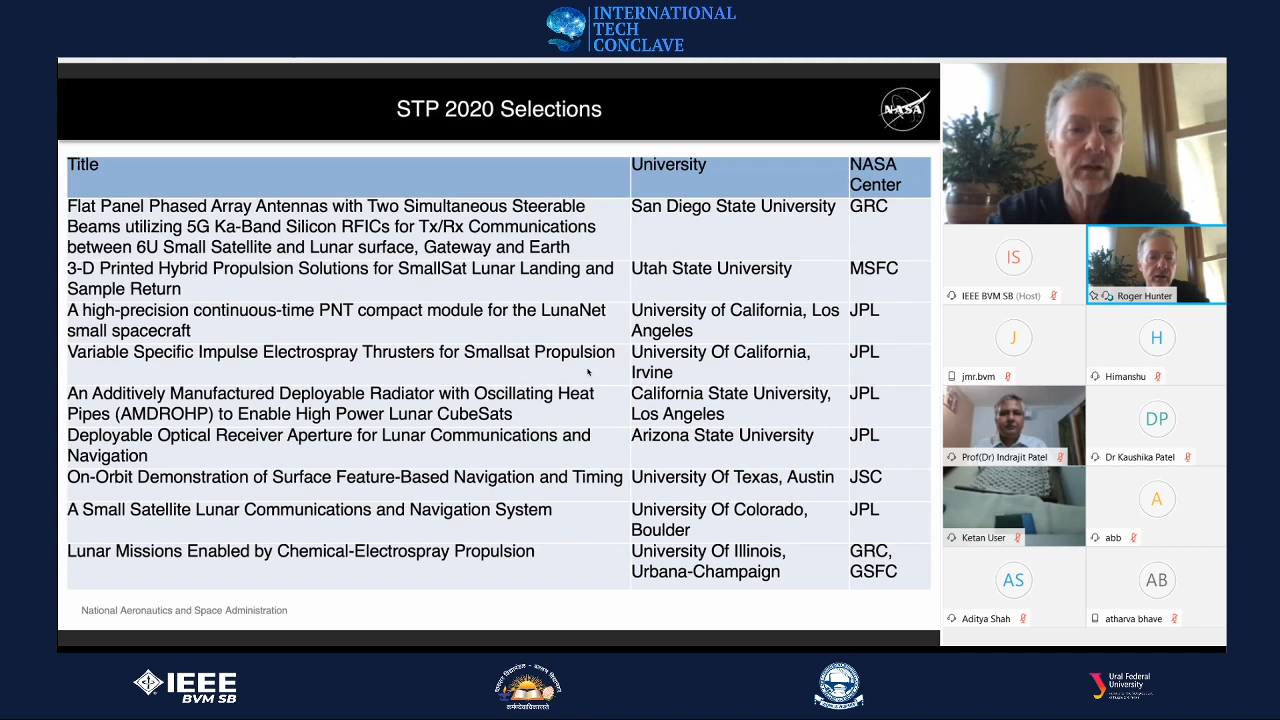 INTERNATIONAL
TECH
CONCLAVE
STP 2020 Selections
NASA
Title
University
NASA
Center
Flat Panel Phased Array Antennas with Two Simultaneous Steerable
Beams utilizing 5G Ka-Band Silicon RFICs for Tx/Rx Communications
between 6U Small Satellite and Lunar surface, Gateway and Earth
San Diego State University
GRC
3-D Printed Hybrid Propulsion Solutions for SmallSat Lunar Landing and
Sample Return
Utah State University
MSFC
A high-precision continuous-time PNT compact module for the LunaNet
small spacecraft
University of California, Los
Angeles
JPL
Variable Specific Impulse Electrospray Thrusters for Smallsat Propulsion
University Of California,
Irvine
JPL
An Additively Manufactured Deployable Radiator with Oscillating Heat
Pipes (AMDROHP) to Enable High Power Lunar CubeSats
California State University,
Los Angeles
JPL
Deployable Optical Receiver Aperture for Lunar Communications and
Navigation
Arizona State University
JPL
On-Orbit Demonstration of Surface Feature-Based Navigation and Timing
University Of Texas, Austin
JSC
A Small Satellite Lunar Communications and Navigation System
University Of Colorado,
Boulder
JPL
Lunar Missions Enabled by Chemical-Electrospray Propulsion
University Of Illinois,
Urbana-Champaign
GRC,
GSFC
National Aeronautics and Space Administration
IS
IEEE BVM SB (Host)
Roger Hunter
J
jmr.bvm
H
Himanshu
Prof(Dr) Indrajit Patel
DP
Dr Kaushika Patel
Ketan User
A
abb
AS
Aditya Shah
AB
atharva bhave
IEEE
BVM SB
Ural Federal
University